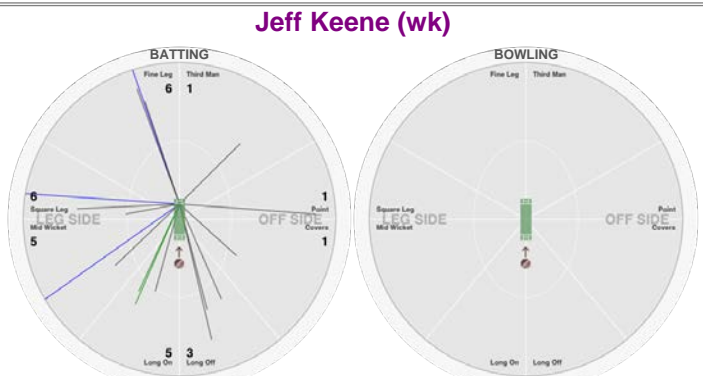 Jeff Keene (wk)
BATTING
Fine Leg Third Man
6 1
6 1
Square Leg Point
LEG SIDE OFF SIDE
Mid Wicket Covers
5 1
5 3
Long On Long Off
BOWLING
Fine Leg Third Man
Square Leg Point
LEG SIDE OFF SIDE
Mid Wicket Covers
Long On Long Off